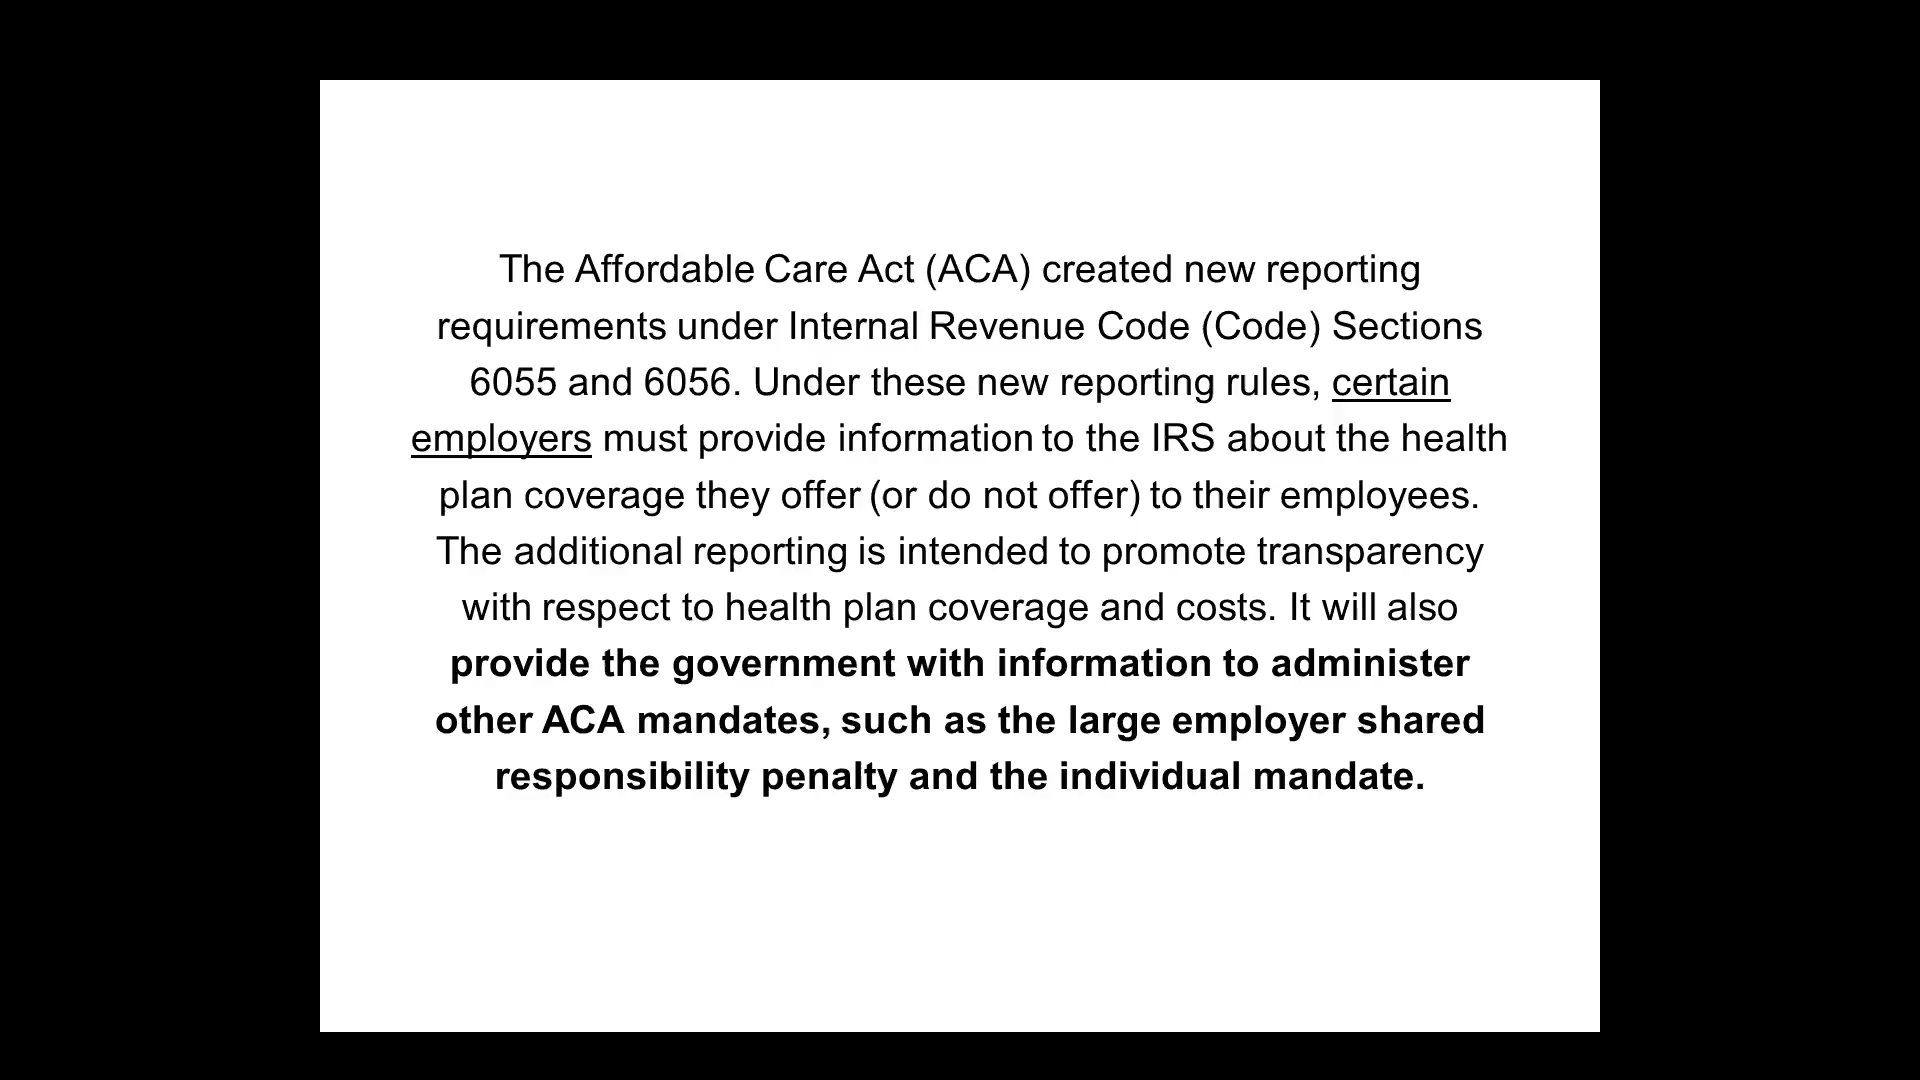 The Affordable Care Act (ACA) created new reporting
requirements under Internal Revenue Code (Code) Sections
6055 and 6056. Under these new reporting rules, certain
employers must provide information to the IRS about the health
plan coverage they offer (or do not offer) to their employees.
The additional reporting is intended to promote transparency
with respect to health plan coverage and costs. It will also
provide the government with information to administer
other ACA mandates, such as the large employer shared
responsibility penalty and the individual mandate.